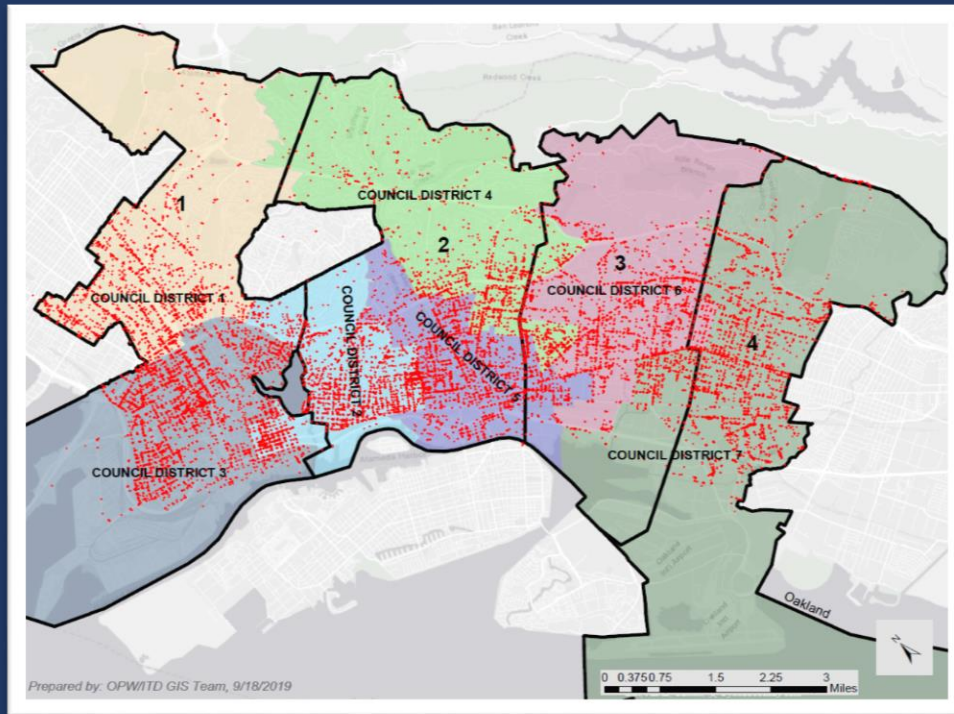 Redwood Creek
COUNCIL DISTRICT 4
1
2
3
COUNCIL DISTRICT 1
COUNCIL DISTRICT 6
COUNCIL DISTRICT 2
COUNCIL DISTRICT 5
4
COUNCIL DISTRICT 7
COUNCIL DISTRICT 3
Oakland
N
Prepared by: OPW/ITD GIS Team, 9/18/2019
0 0.375 0.75 1.5 2.25 3
Miles